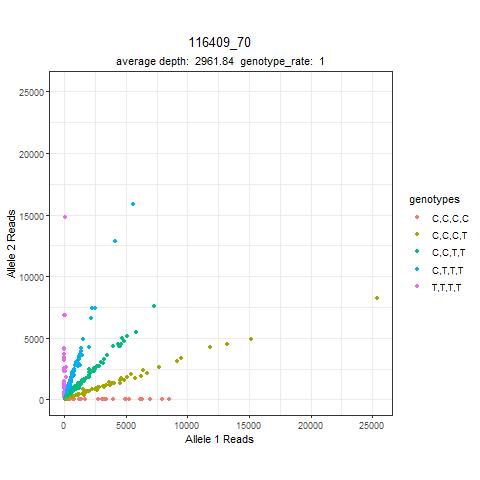 116409_70
average depth:  2961.84  genotype_rate:  1
25000
20000
15000
10000
5000
0
Allele 2 Reads
0
5000
10000
15000
20000
25000
Allele 1 Reads
genotypes
C,C,C,C
C,C,C,T
C,C,T,T
C,T,T,T
T,T,T,T